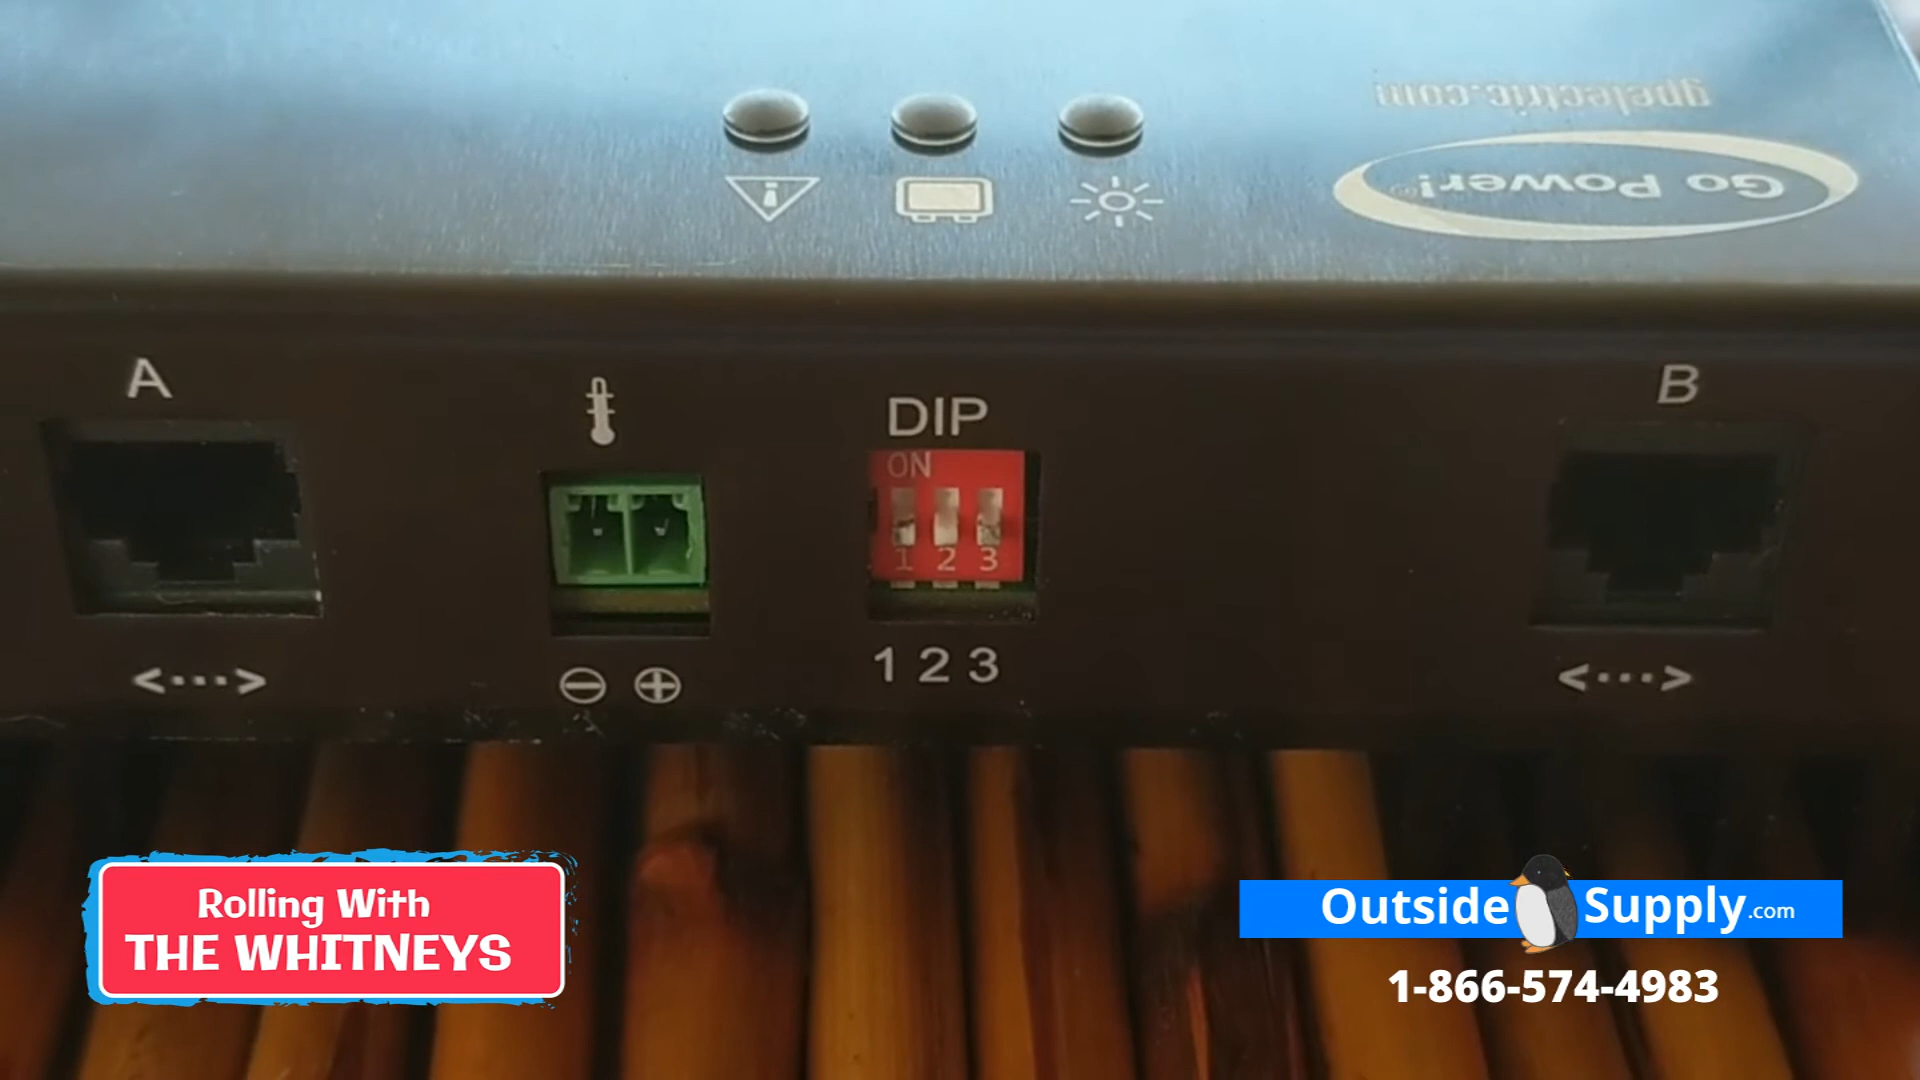 gpelectric.com
Go Power!®
A
DIP
B
ON
1 2 3
1 2 3
<···>
<···>
Rolling With
THE WHITNEYS
OutsideSupply.com
1-866-574-4983